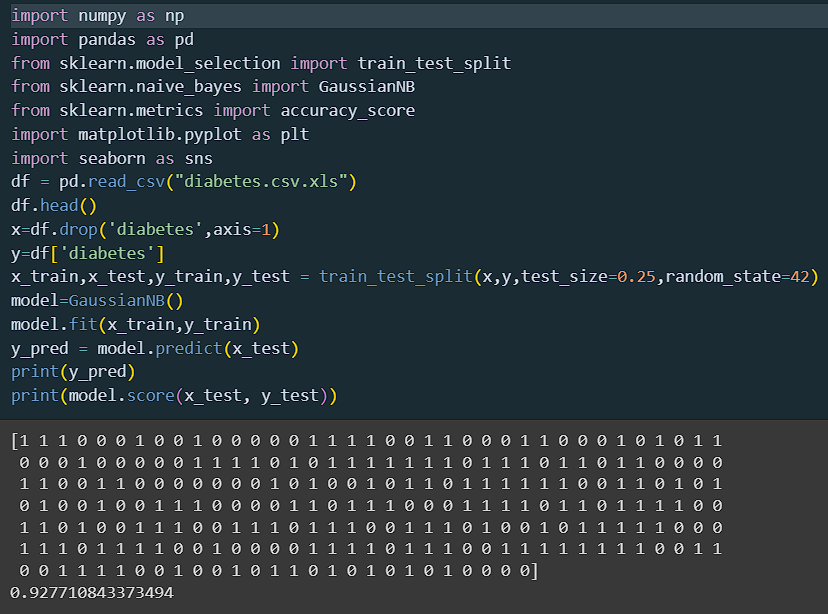 import numpy as np
import pandas as pd
from sklearn.model_selection import train_test_split
from sklearn.naive_bayes import GaussianNB
from sklearn.metrics import accuracy_score
import matplotlib.pyplot as plt
import seaborn as sns
df = pd.read_csv("diabetes.csv.xls")
df.head()
x=df.drop('diabetes',axis=1)
y=df['diabetes']
x_train,x_test,y_train,y_test = train_test_split(x,y,test_size=0.25,random_state=42)
model=GaussianNB()
model.fit(x_train,y_train)
y_pred = model.predict(x_test)
print(y_pred)
print(model.score(x_test, y_test))
[1 1 1 0 0 0 1 0 0 1 0 0 0 0 0 1 1 1 1 0 0 1 1 0 0 0 1 1 0 0 0 1 0 1 0 1 1
0 0 0 1 0 0 0 0 0 1 1 1 1 0 1 0 1 1 1 1 1 1 1 0 1 1 1 0 1 1 0 1 1 0 0 0 0
1 1 0 0 1 1 0 0 0 0 0 0 0 1 0 1 0 0 1 0 1 1 0 1 1 1 1 1 1 0 0 1 1 0 1 0 1
0 1 0 0 1 0 0 1 1 1 0 0 0 0 1 1 0 1 1 1 0 0 0 1 1 1 1 0 1 1 0 1 1 1 1 0 0
1 1 0 1 0 0 1 1 1 0 0 1 1 1 0 1 1 1 0 0 1 1 1 0 1 0 0 1 0 1 1 1 1 1 0 0 0
1 1 1 0 1 1 1 1 0 0 1 0 0 0 0 1 1 1 1 0 1 1 1 0 0 1 1 1 1 1 1 1 1 0 0 1 1
0 0 1 1 1 1 0 0 1 0 0 1 0 1 1 0 1 0 1 0 1 0 1 0 0 0 0]
0.927710843373494